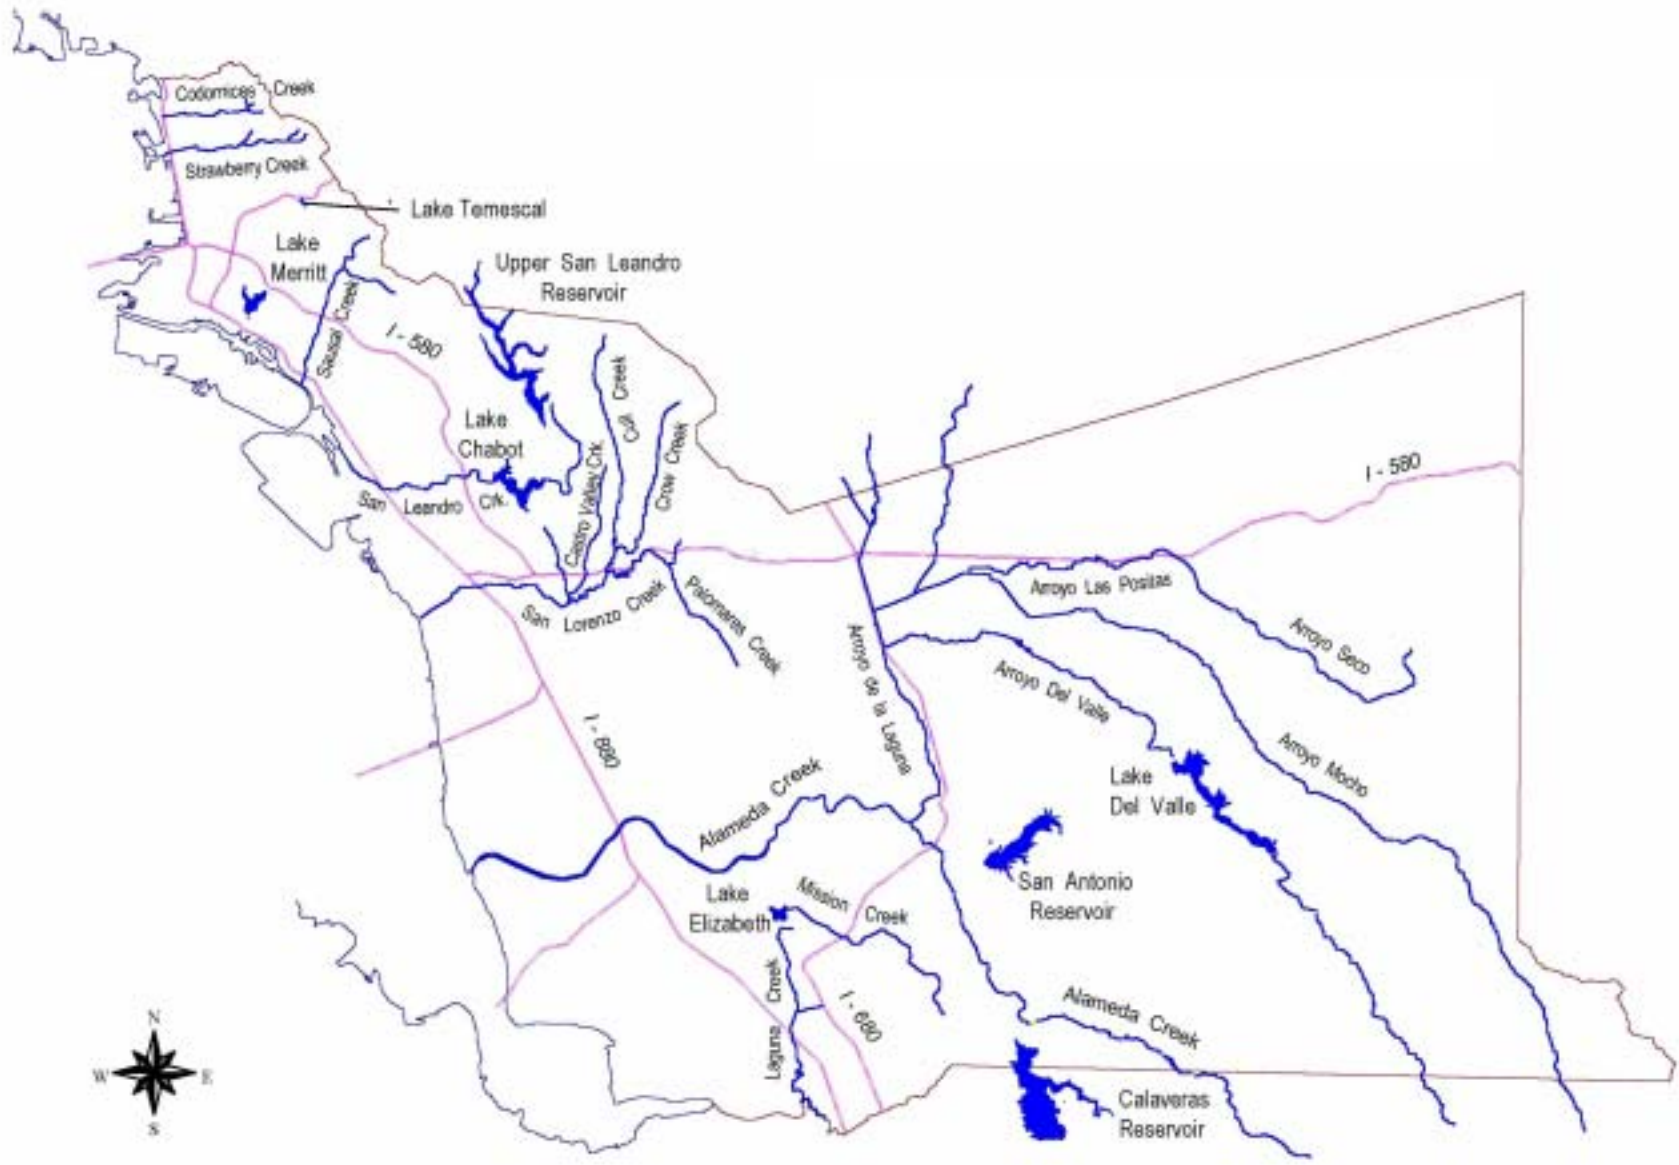 Codornices Creek
Strawberry Creek
Lake Temescal
Lake
Merritt
Upper San Leandro
Reservoir
Sausal Creek
I - 580
Cull Creek
Lake
Chabot
Crow Creek
Castro Valley Crk.
I - 580
San Leandro Crk.
San Lorenzo Creek
Palomares Creek
Arroyo Las Positas
Arroyo Seco
Arroyo de la Laguna
Arroyo Del Valle
I - 880
Arroyo Mocho
Lake
Del Valle
Alameda Creek
San Antonio
Reservoir
Lake
Elizabeth
Mission Creek
Laguna Creek
I - 680
Alameda Creek
N
W E
S
Calaveras
Reservoir